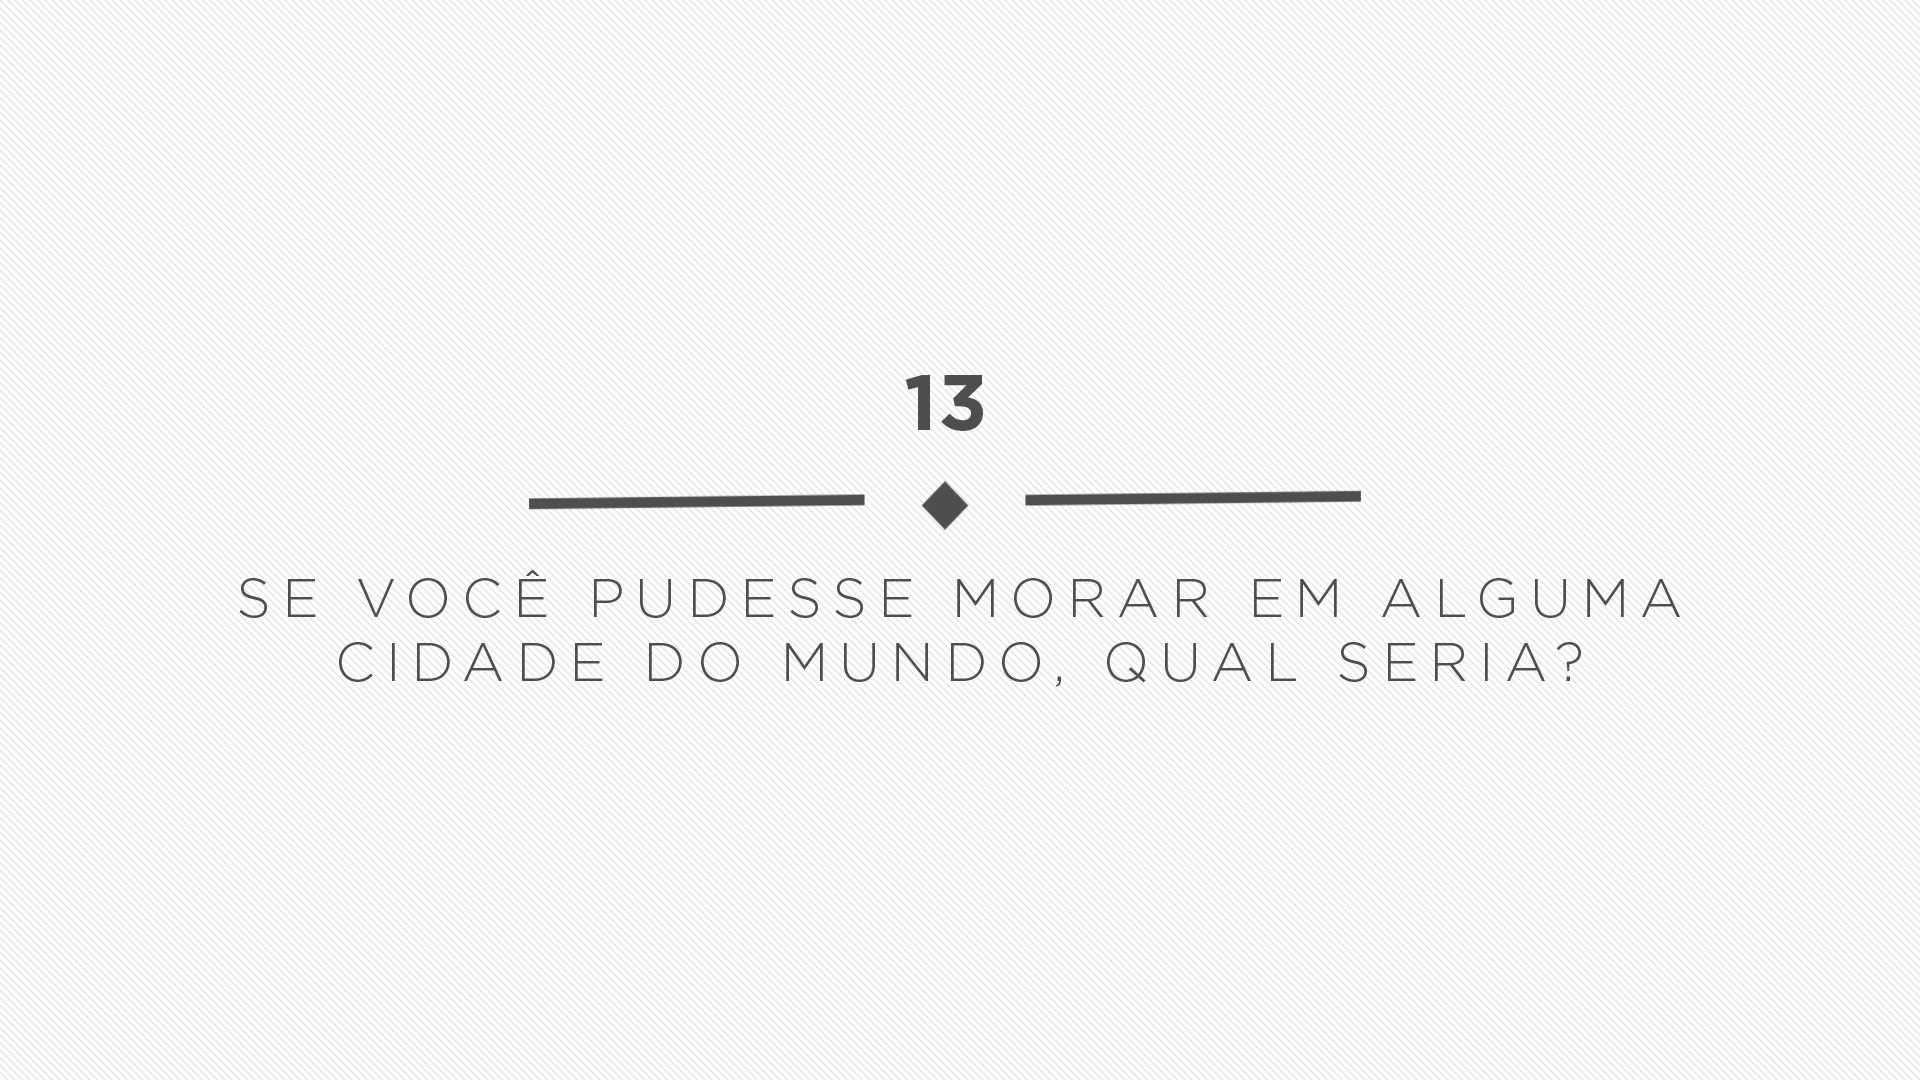 13
SE VOCÊ PUDESSE MORAR EM ALGUMA
CIDADE DO MUNDO, QUAL SERIA?